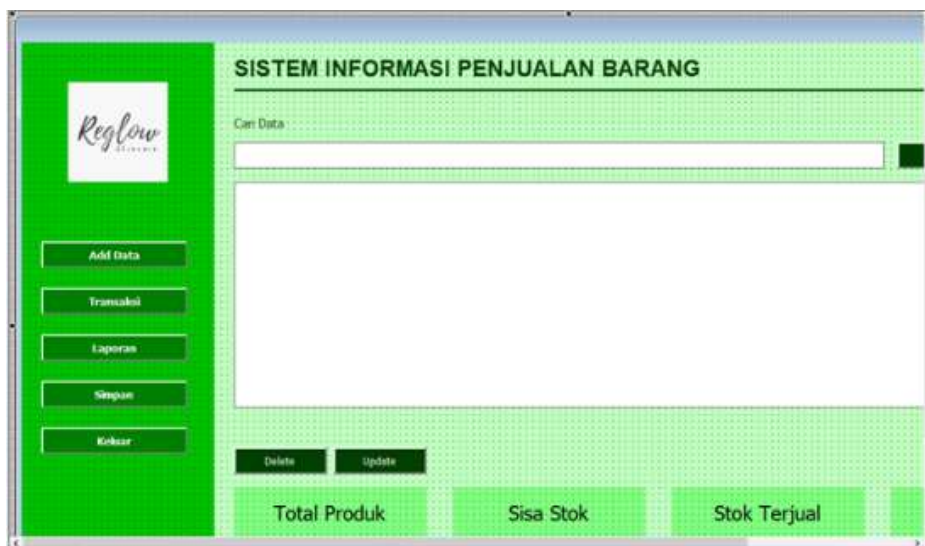 SISTEM INFORMASI PENJUALAN BARANG
Reglow
Cari Data
Add Data
Transaksi
Laporan
Simpan
Keluar
Delete
Update
Total Produk
Sisa Stok
Stok Terjual